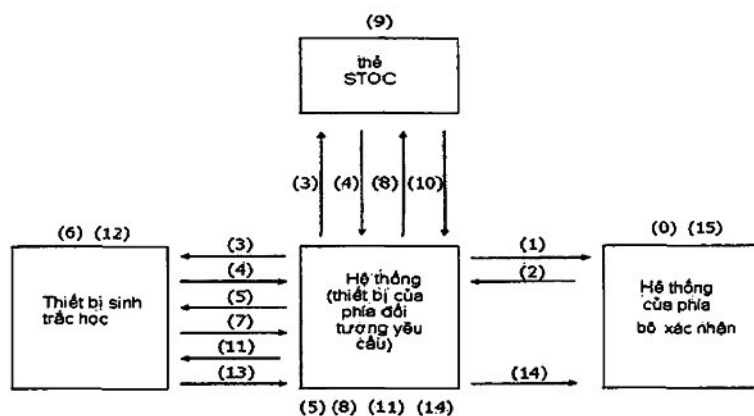 (9)
thẻ
STOC
(3) (4) (8) (10)
(6) (12)
(0) (15)
(3)
(4)
(5)
(7)
(11)
(13)
Thiết bị sinh
trắc học
Hệ thống
(thiết bị của
phía đối
tượng yêu
cầu)
(1)
(2)
(14)
Hê thống
của phía
bô xác nhận
(5) (8) (11) (14)